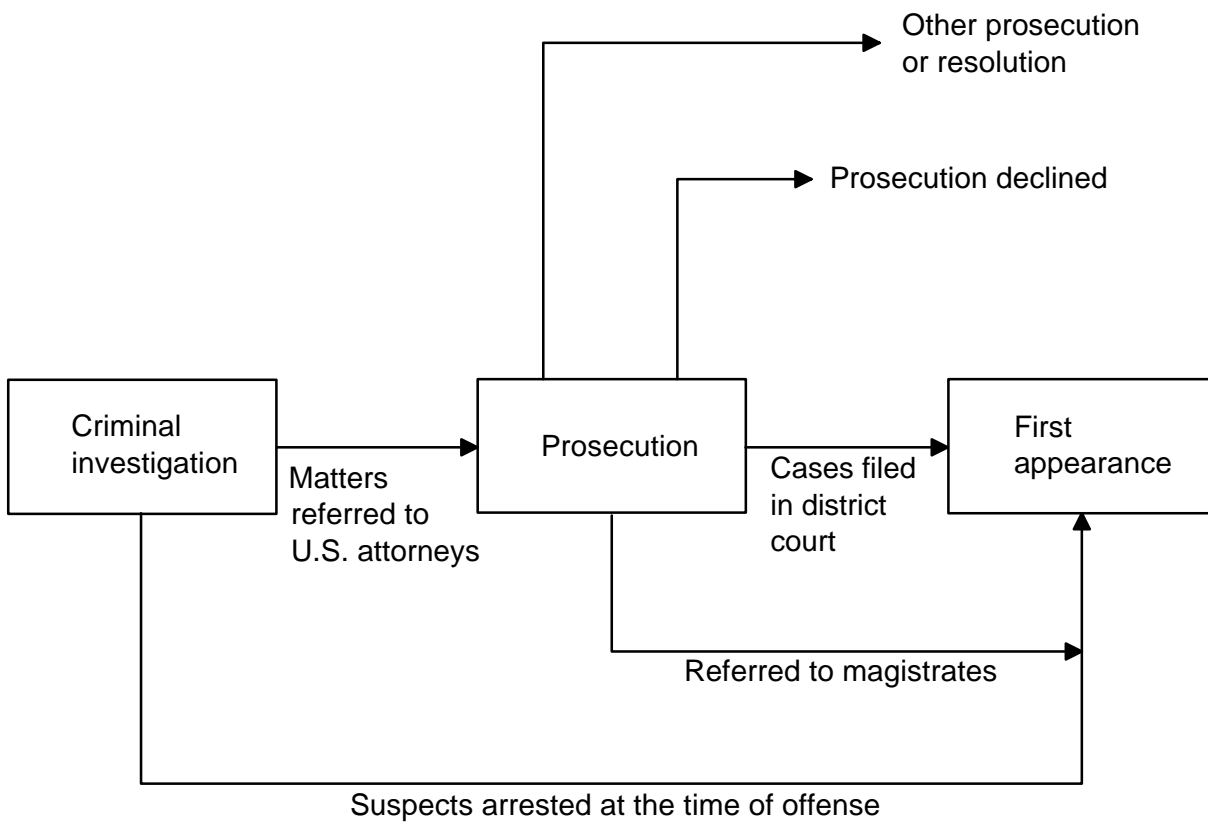 Other prosecution
or resolution
Prosecution declined
Criminal
investigation
Matters
referred to
U.S. attorneys
Prosecution
Cases filed
in district
court
First
appearance
Referred to magistrates
Suspects arrested at the time of offense